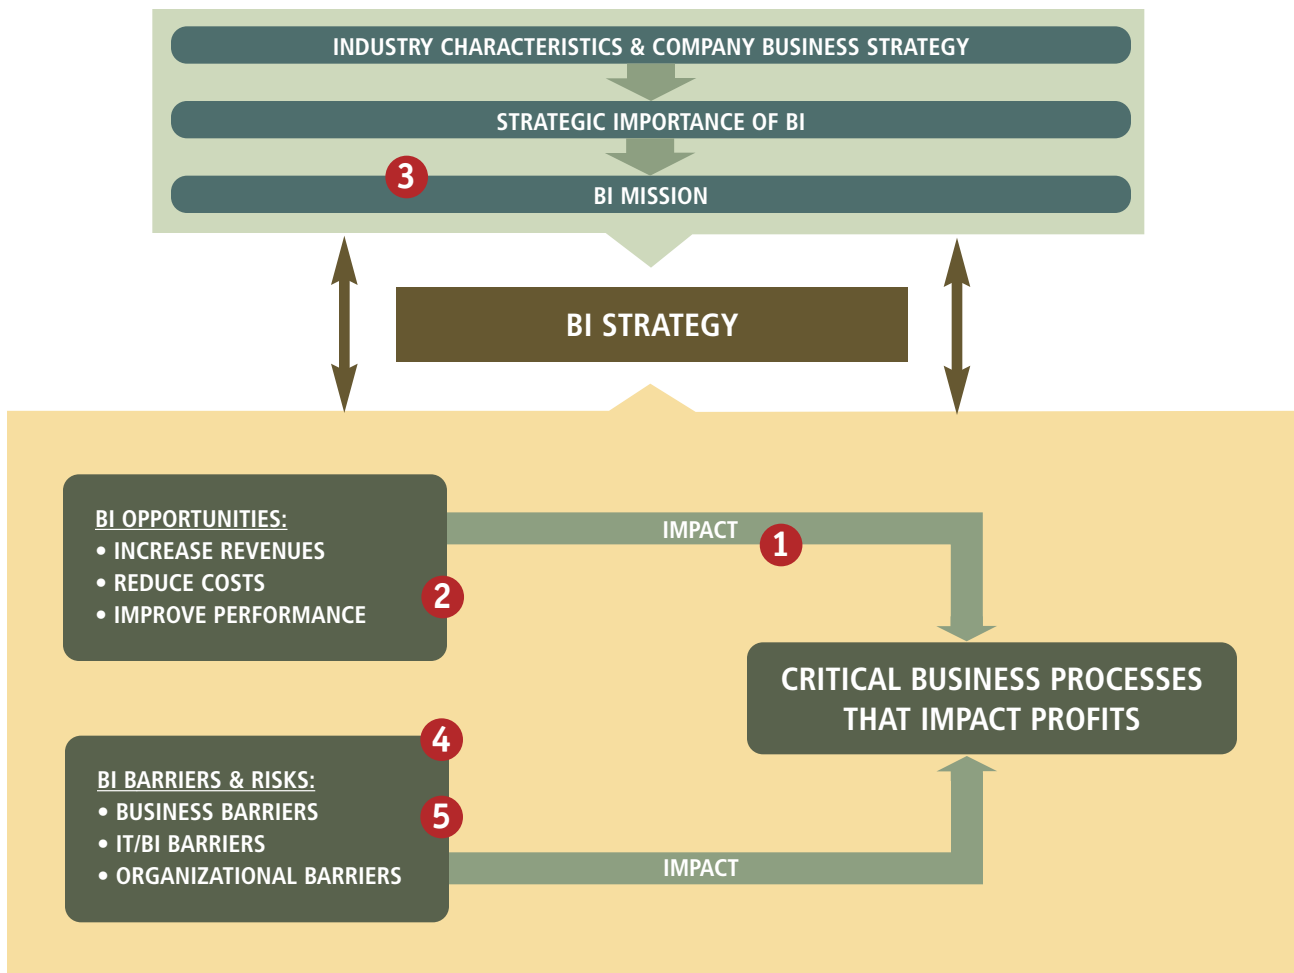 INDUSTRY CHARACTERISTICS & COMPANY BUSINESS STRATEGY
STRATEGIC IMPORTANCE OF BI
3
BI MISSION
BI STRATEGY
BI OPPORTUNITIES:
• INCREASE REVENUES
• REDUCE COSTS
• IMPROVE PERFORMANCE
2
IMPACT
1
CRITICAL BUSINESS PROCESSES
THAT IMPACT PROFITS
4
BI BARRIERS & RISKS:
• BUSINESS BARRIERS
5
• IT/BI BARRIERS
• ORGANIZATIONAL BARRIERS
IMPACT